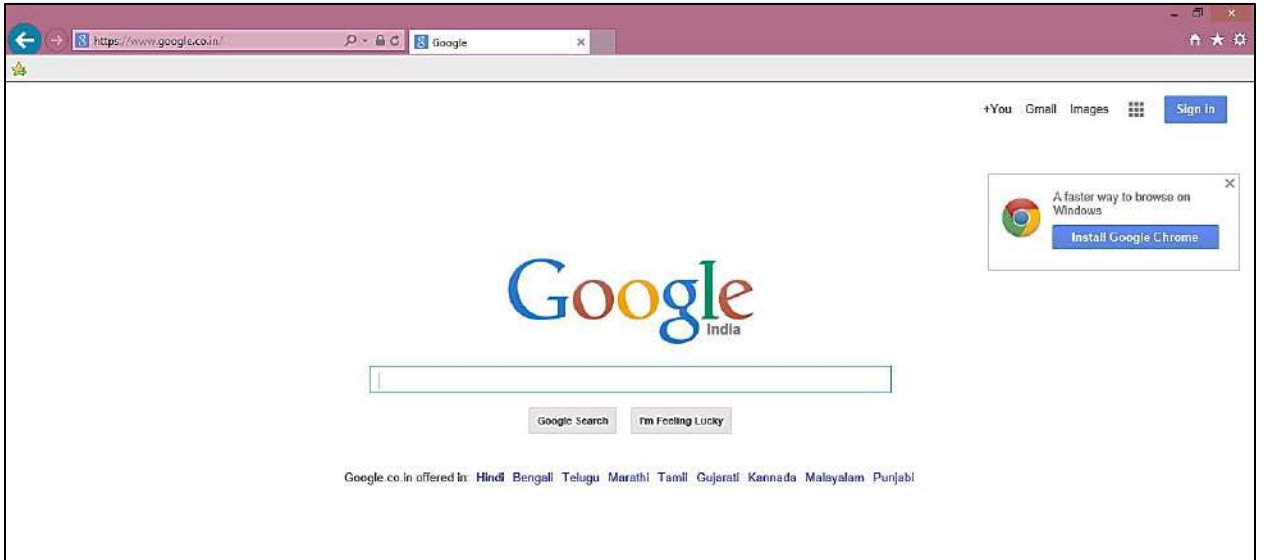 https://www.google.co.in/
Google
+You Gmail Images Sign in
A faster way to browse on
Windows
Install Google Chrome
Google
India
Google Search I'm Feeling Lucky
Google.co.in offered in: Hindi Bengali Telugu Marathi Tamil Gujarati Kannada Malayalam Punjabi